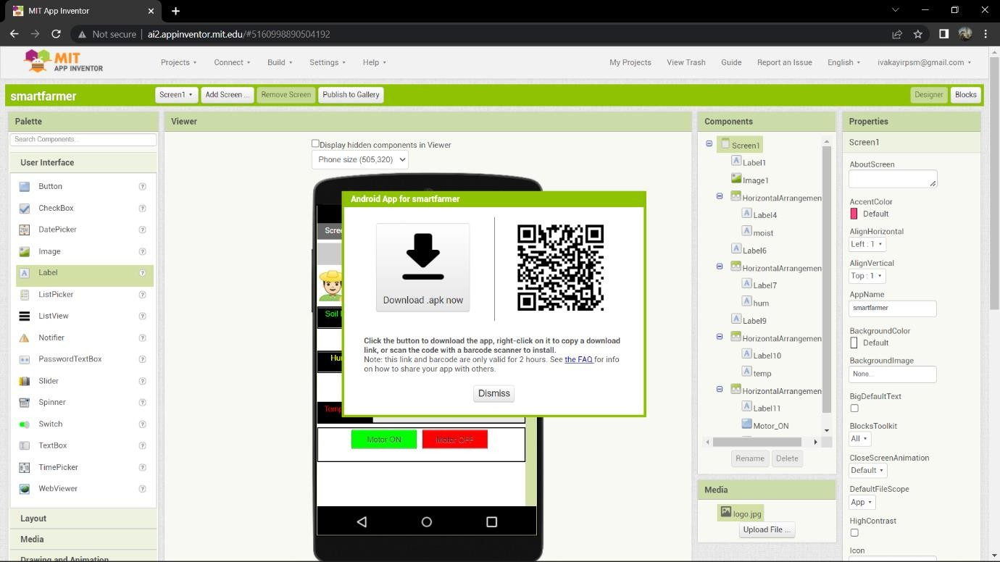 MIT App Inventor
Not secure
ai2.appinventor.mit.edu/#5160998890504192
MIT
APP INVENTOR
Projects
Connect
Build
Settings
Help
My Projects
View Trash
Guide
Report an Issue
English
ivakayirpsm@gmail.com
smartfarmer
Screen1
Add Screen ...
Remove Screen
Publish to Gallery
Designer
Blocks
Palette
Search Components...
User Interface
Button
CheckBox
DatePicker
Image
Label
ListPicker
ListView
Notifier
PasswordTextBox
Slider
Spinner
Switch
TextBox
TimePicker
WebViewer
Layout
Media
Drawing and Animation
Viewer
Display hidden components in Viewer
Phone size (505,320)
Android App for smartfarmer
Download .apk now
Click the button to download the app, right-click on it to copy a download
link, or scan the code with a barcode scanner to install.
Note: this link and barcode are only valid for 2 hours. See the FAQ for info
on how to share your app with others.
Dismiss
Soil
Motor ON
Motor OFF
Components
Screen1
Label1
Image1
HorizontalArrangemen
Label4
moist
Label6
HorizontalArrangemen
Label7
hum
Label9
HorizontalArrangemen
Label10
temp
HorizontalArrangemen
Label11
Motor_ON
Rename
Delete
Media
logo.jpg
Upload File ...
Properties
Screen1
AboutScreen
AccentColor
Default
AlignHorizontal
Left : 1
AlignVertical
Top : 1
AppName
smartfarmer
BackgroundColor
Default
BackgroundImage
None...
BigDefaultText
BlocksToolkit
All
CloseScreenAnimation
Default
DefaultFileScope
App
HighContrast
Icon